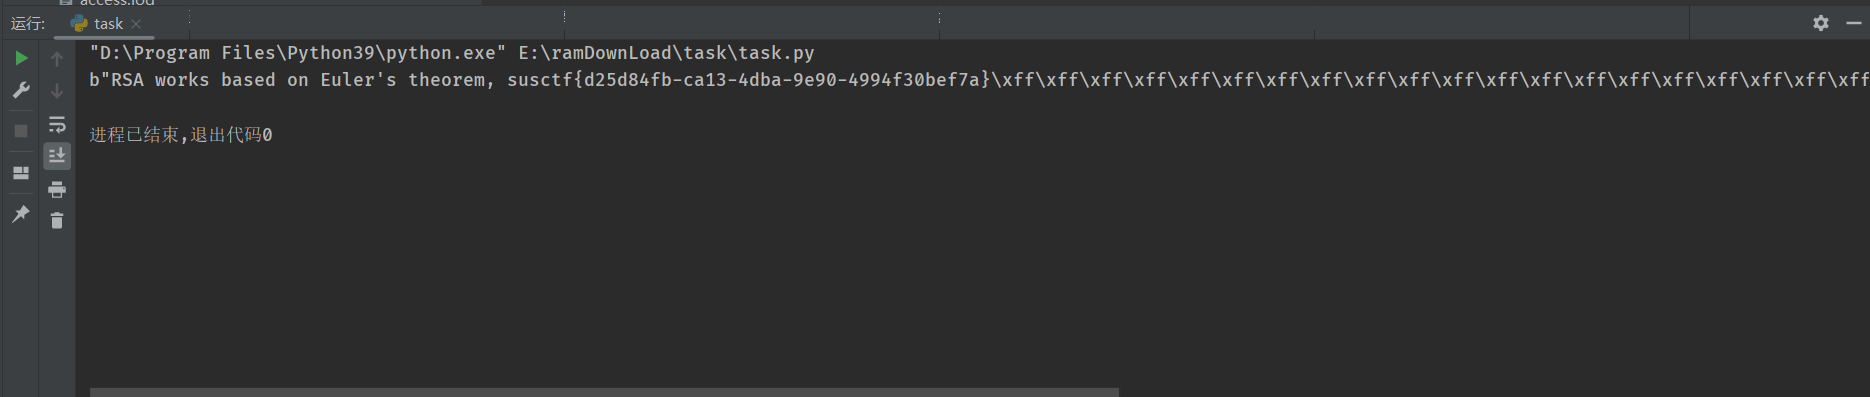 access.log
运行: task
"D:\Program Files\Python39\python.exe" E:\ramDownLoad\task\task.py
b"RSA works based on Euler's theorem, susctf{d25d84fb-ca13-4dba-9e90-4994f30bef7a}\xff\xff\xff\xff\xff\xff\xff\xff\xff\xff\xff\xff\xff\xff\xff\xff\xff\xff\xff\xff
进程已结束,退出代码0